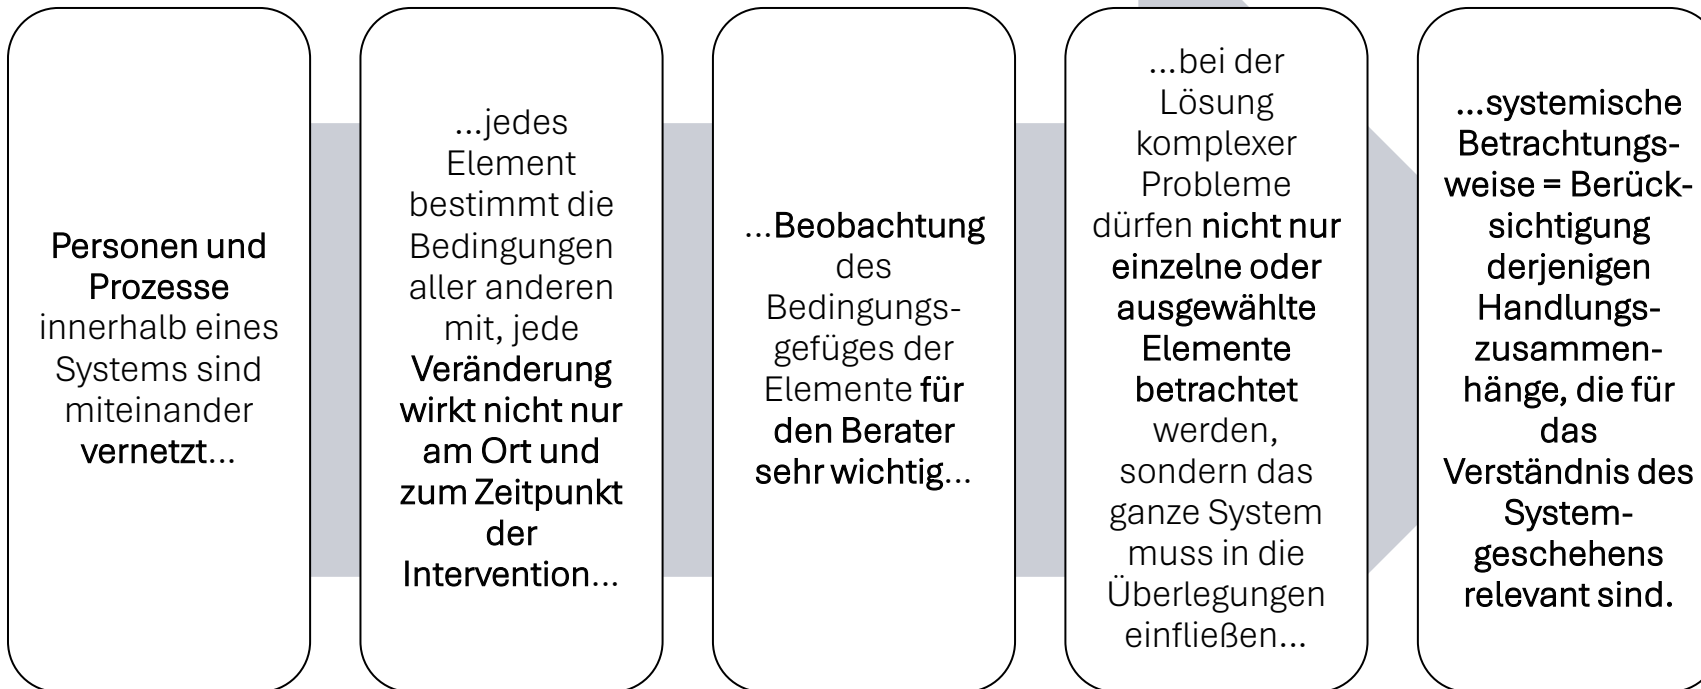 Personen und
Prozesse
innerhalb eines
Systems sind
miteinander
vernetzt...
...jedes
Element
bestimmt die
Bedingungen
aller anderen
mit, jede
Veränderung
wirkt nicht nur
am Ort und
zum Zeitpunkt
der
Intervention...
...Beobachtung
des
Bedingungs-
gefüges der
Elemente für
den Berater
sehr wichtig...
...bei der
Lösung
komplexer
Probleme
dürfen nicht nur
einzelne oder
ausgewählte
Elemente
betrachtet
werden,
sondern das
ganze System
muss in die
Überlegungen
einfließen...
...systemische
Betrachtungs-
weise = Berück-
sichtigung
derjenigen
Handlungs-
zusammen-
hänge, die für
das
Verständnis des
System-
geschehens
relevant sind.